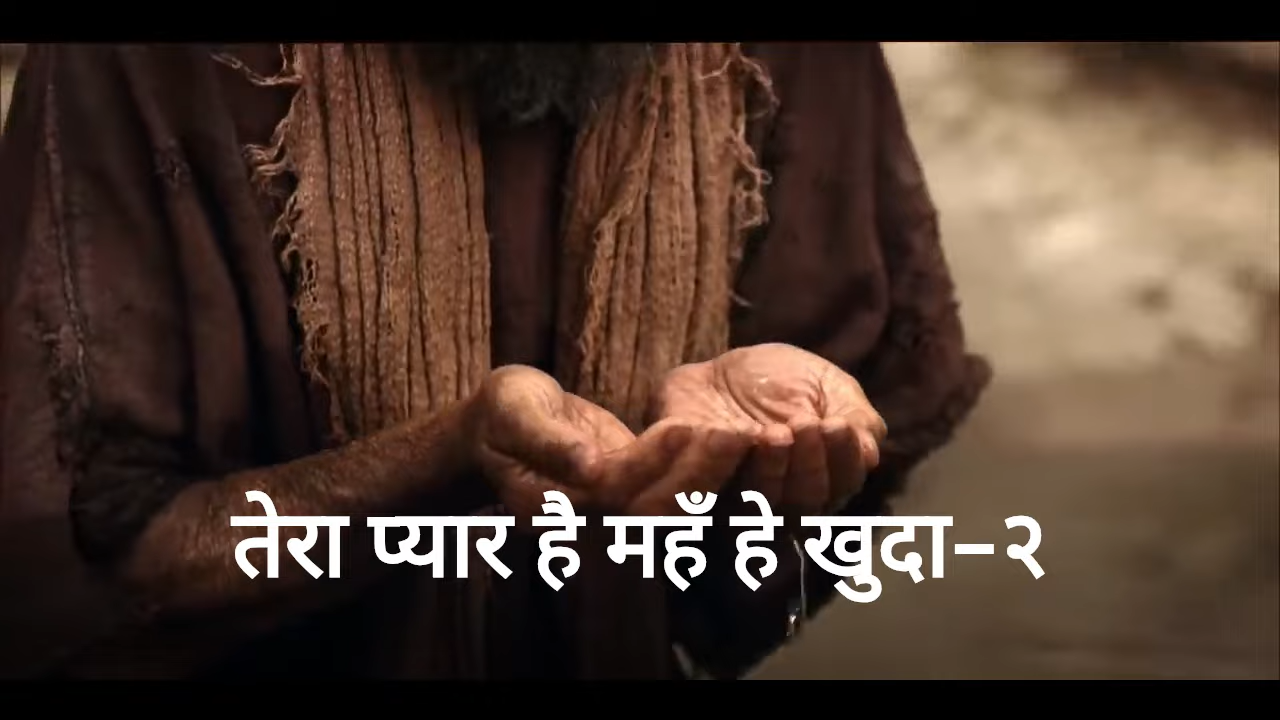 तेरा प्यार है महँ हे खुदा–२